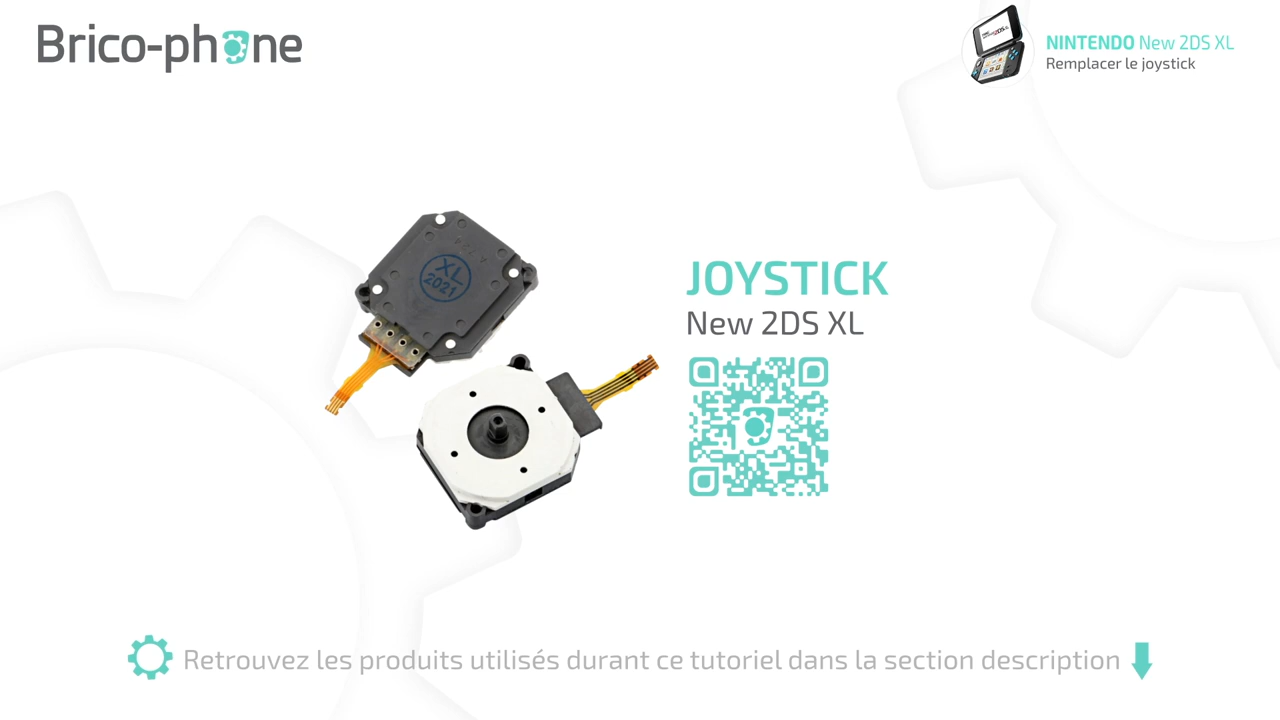 Brico-phone
NINTENDO New 2DS XL
Remplacer le joystick
XL
2021
JOYSTICK
New 2DS XL
Retrouvez les produits utilisés durant ce tutoriel dans la section description